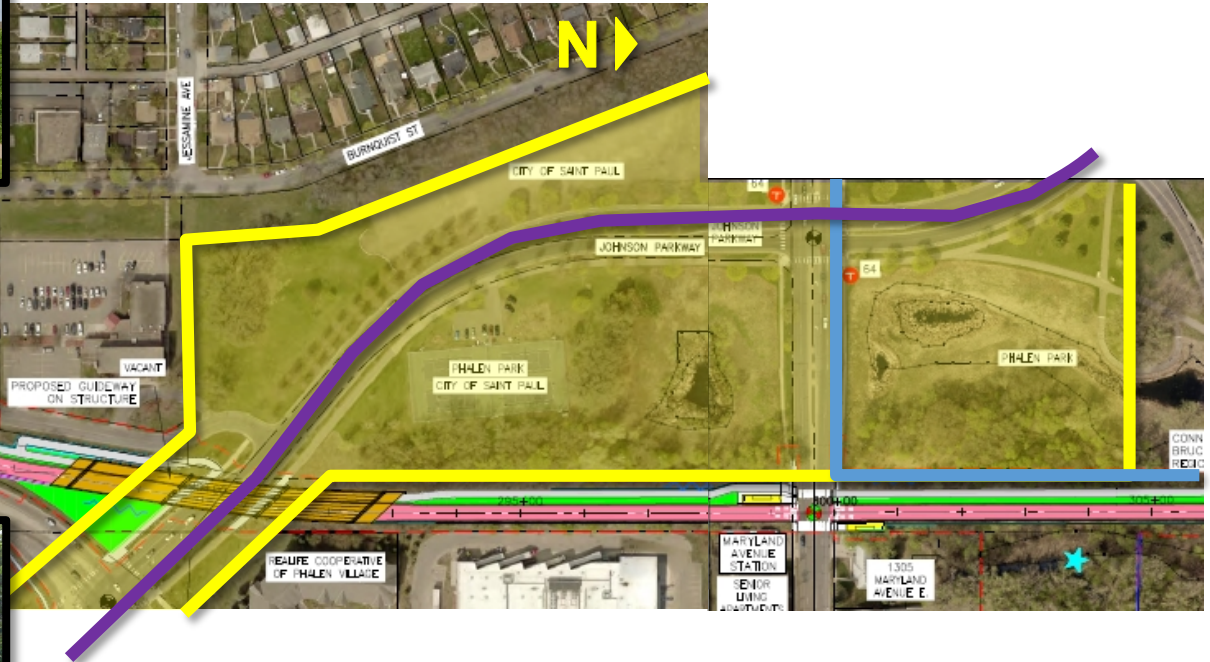 N
JESSAMINE AVE
BURNQUIST ST
CITY OF SAINT PAUL
64
JOHNSON PARKWAY
JOHNSON
PARKWAY
64
VACANT
PROPOSED GUIDEWAY
ON STRUCTURE
PHALEN PARK
CITY OF SAINT PAUL
PHALEN PARK
CONN
BRUC
REGIC
295+00
300+00
305+00
REALIFE COOPERATIVE
OF PHALEN VILLAGE
MARYLAND
AVENUE
STATION
SENIOR
LIVING
APARTMENTS
1305
MARYLAND
AVENUE E.